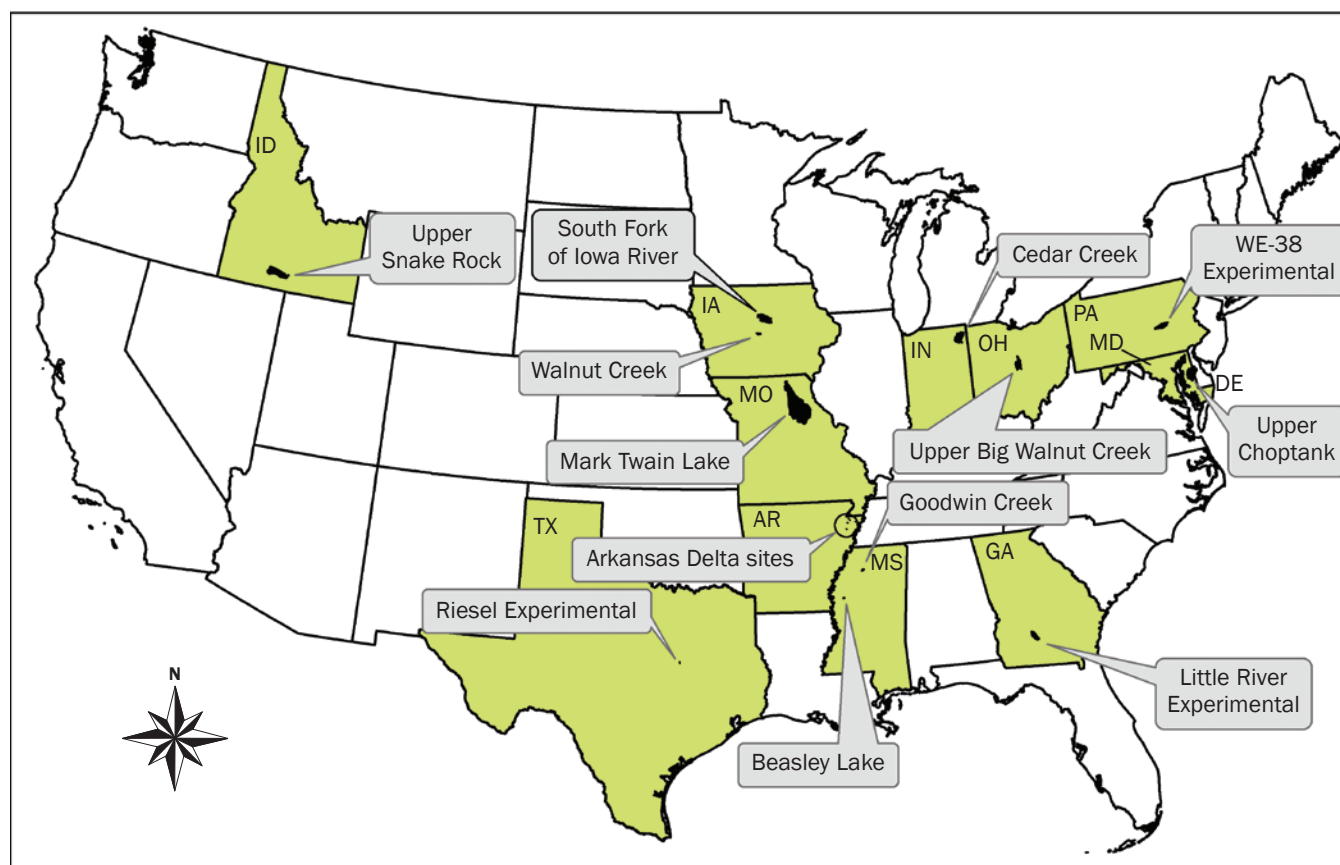 ID
Upper
Snake Rock
South Fork
of Iowa River
Cedar Creek
WE-38
Experimental
IA
PA
IN
OH
MD
Walnut Creek
DE
MO
Mark Twain Lake
Upper Big Walnut Creek
Upper
Choptank
Goodwin Creek
TX
AR
Arkansas Delta sites
MS
GA
Riesel Experimental
N
Little River
Experimental
Beasley Lake